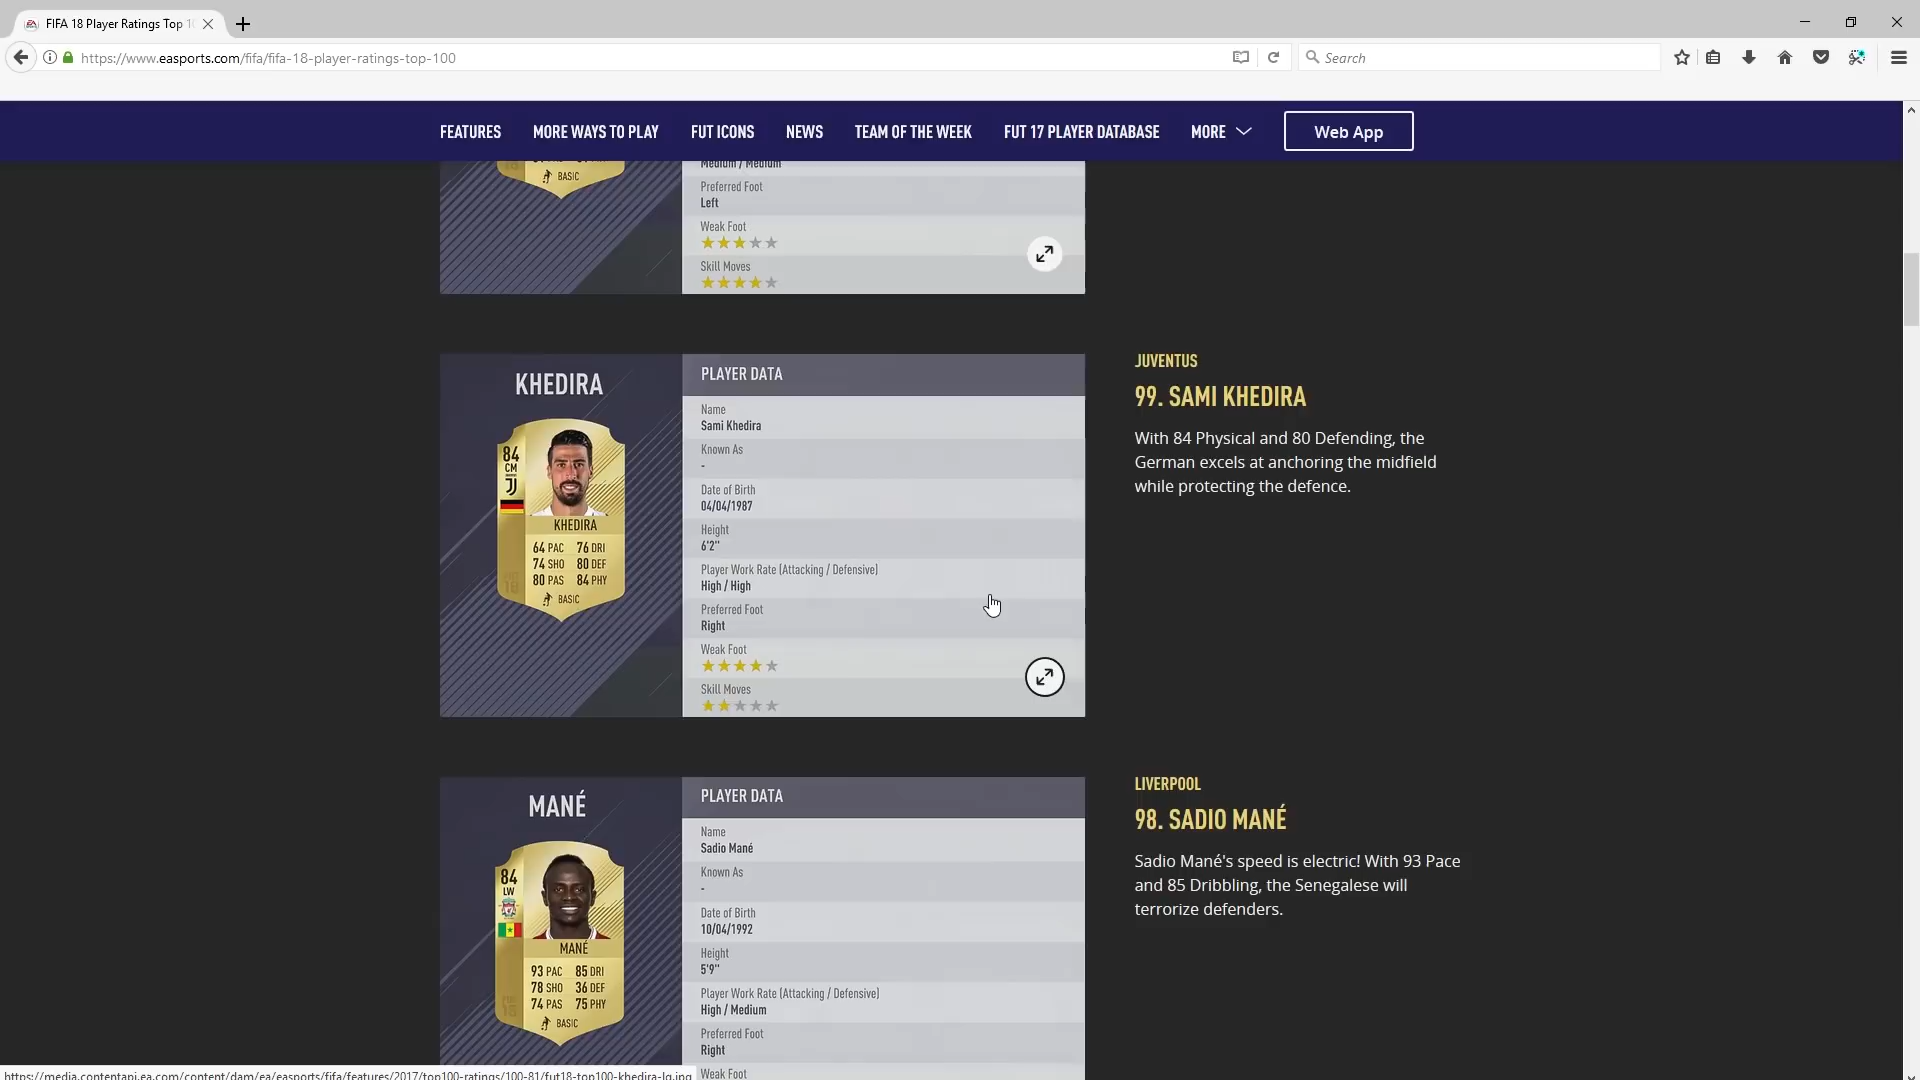 FIFA 18 Player Ratings Top 1
https://www.easports.com/fifa/fifa-18-player-ratings-top-100
Search
FEATURES MORE WAYS TO PLAY FUT ICONS NEWS TEAM OF THE WEEK FUT 17 PLAYER DATABASE MORE Web App
BASIC
Medium / Medium
Preferred Foot
Left
Weak Foot
Skill Moves
KHEDIRA
84
CM
KHEDIRA
64 PAC 76 DRI
74 SHO 80 DEF
80 PAS 84 PHY
BASIC
PLAYER DATA
Name
Sami Khedira
Known As
-
Date of Birth
04/04/1987
Height
6'2"
Player Work Rate (Attacking / Defensive)
High / High
Preferred Foot
Right
Weak Foot
Skill Moves
JUVENTUS
99. SAMI KHEDIRA
With 84 Physical and 80 Defending, the
German excels at anchoring the midfield
while protecting the defence.
MANÉ
84
LW
MANÉ
93 PAC 85 DRI
78 SHO 36 DEF
74 PAS 75 PHY
BASIC
PLAYER DATA
Name
Sadio Mané
Known As
-
Date of Birth
10/04/1992
Height
5'9"
Player Work Rate (Attacking / Defensive)
High / Medium
Preferred Foot
Right
Weak Foot
LIVERPOOL
98. SADIO MANÉ
Sadio Mané's speed is electric! With 93 Pace
and 85 Dribbling, the Senegalese will
terrorize defenders.
https://media.contentapi.ea.com/content/dam/ea/easports/fifa/features/2017/top100-ratings/100-81/fut18-top100-khedira-lg.jpg